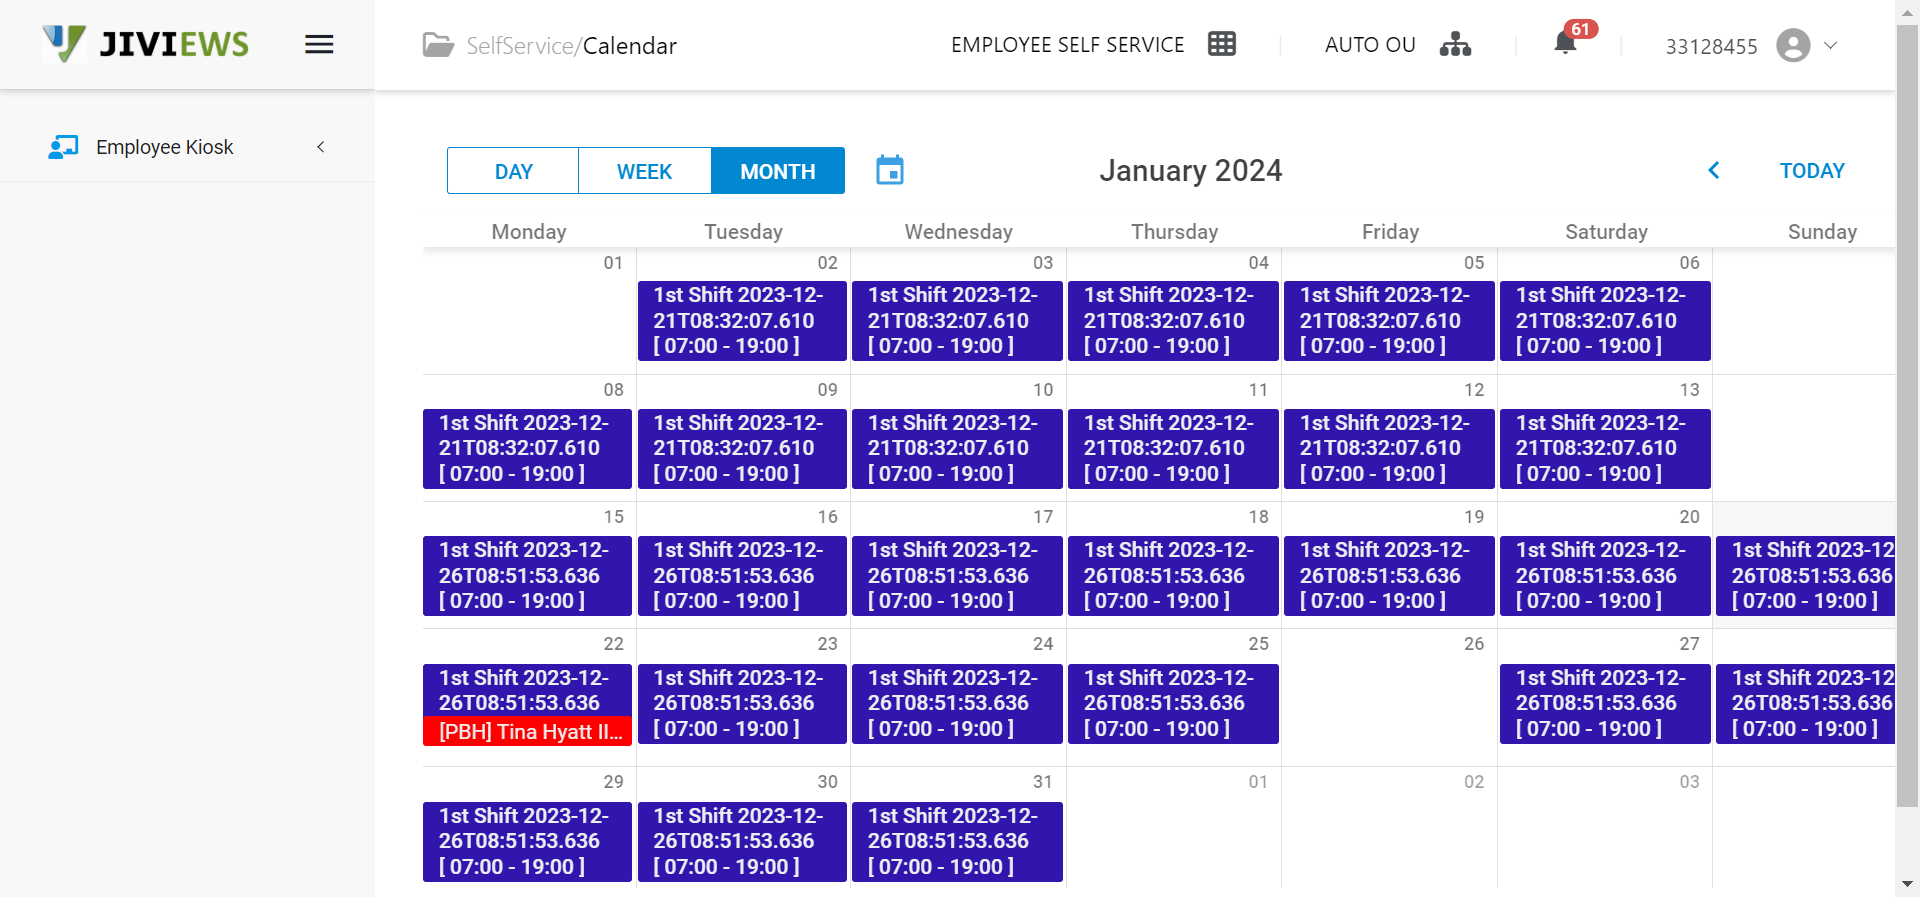 JIVIEWS
SelfService/Calendar
EMPLOYEE SELF SERVICE
AUTO OU
61
33128455
Employee Kiosk
DAY
WEEK
MONTH
January 2024
TODAY
Monday
Tuesday
Wednesday
Thursday
Friday
Saturday
Sunday
01
02
03
04
05
06
1st Shift 2023-12-
21T08:32:07.610
[ 07:00 - 19:00 ]
1st Shift 2023-12-
21T08:32:07.610
[ 07:00 - 19:00 ]
1st Shift 2023-12-
21T08:32:07.610
[ 07:00 - 19:00 ]
1st Shift 2023-12-
21T08:32:07.610
[ 07:00 - 19:00 ]
1st Shift 2023-12-
21T08:32:07.610
[ 07:00 - 19:00 ]
08
09
10
11
12
13
1st Shift 2023-12-
21T08:32:07.610
[ 07:00 - 19:00 ]
1st Shift 2023-12-
21T08:32:07.610
[ 07:00 - 19:00 ]
1st Shift 2023-12-
21T08:32:07.610
[ 07:00 - 19:00 ]
1st Shift 2023-12-
21T08:32:07.610
[ 07:00 - 19:00 ]
1st Shift 2023-12-
21T08:32:07.610
[ 07:00 - 19:00 ]
1st Shift 2023-12-
21T08:32:07.610
[ 07:00 - 19:00 ]
15
16
17
18
19
20
1st Shift 2023-12-
26T08:51:53.636
[ 07:00 - 19:00 ]
1st Shift 2023-12-
26T08:51:53.636
[ 07:00 - 19:00 ]
1st Shift 2023-12-
26T08:51:53.636
[ 07:00 - 19:00 ]
1st Shift 2023-12-
26T08:51:53.636
[ 07:00 - 19:00 ]
1st Shift 2023-12-
26T08:51:53.636
[ 07:00 - 19:00 ]
1st Shift 2023-12-
26T08:51:53.636
[ 07:00 - 19:00 ]
1st Shift 2023-12
26T08:51:53.636
[ 07:00 - 19:00 ]
22
23
24
25
26
27
1st Shift 2023-12-
26T08:51:53.636
[PBH] Tina Hyatt II...
1st Shift 2023-12-
26T08:51:53.636
[ 07:00 - 19:00 ]
1st Shift 2023-12-
26T08:51:53.636
[ 07:00 - 19:00 ]
1st Shift 2023-12-
26T08:51:53.636
[ 07:00 - 19:00 ]
1st Shift 2023-12-
26T08:51:53.636
[ 07:00 - 19:00 ]
1st Shift 2023-12
26T08:51:53.636
[ 07:00 - 19:00 ]
29
30
31
01
02
03
1st Shift 2023-12-
26T08:51:53.636
[ 07:00 - 19:00 ]
1st Shift 2023-12-
26T08:51:53.636
[ 07:00 - 19:00 ]
1st Shift 2023-12-
26T08:51:53.636
[ 07:00 - 19:00 ]